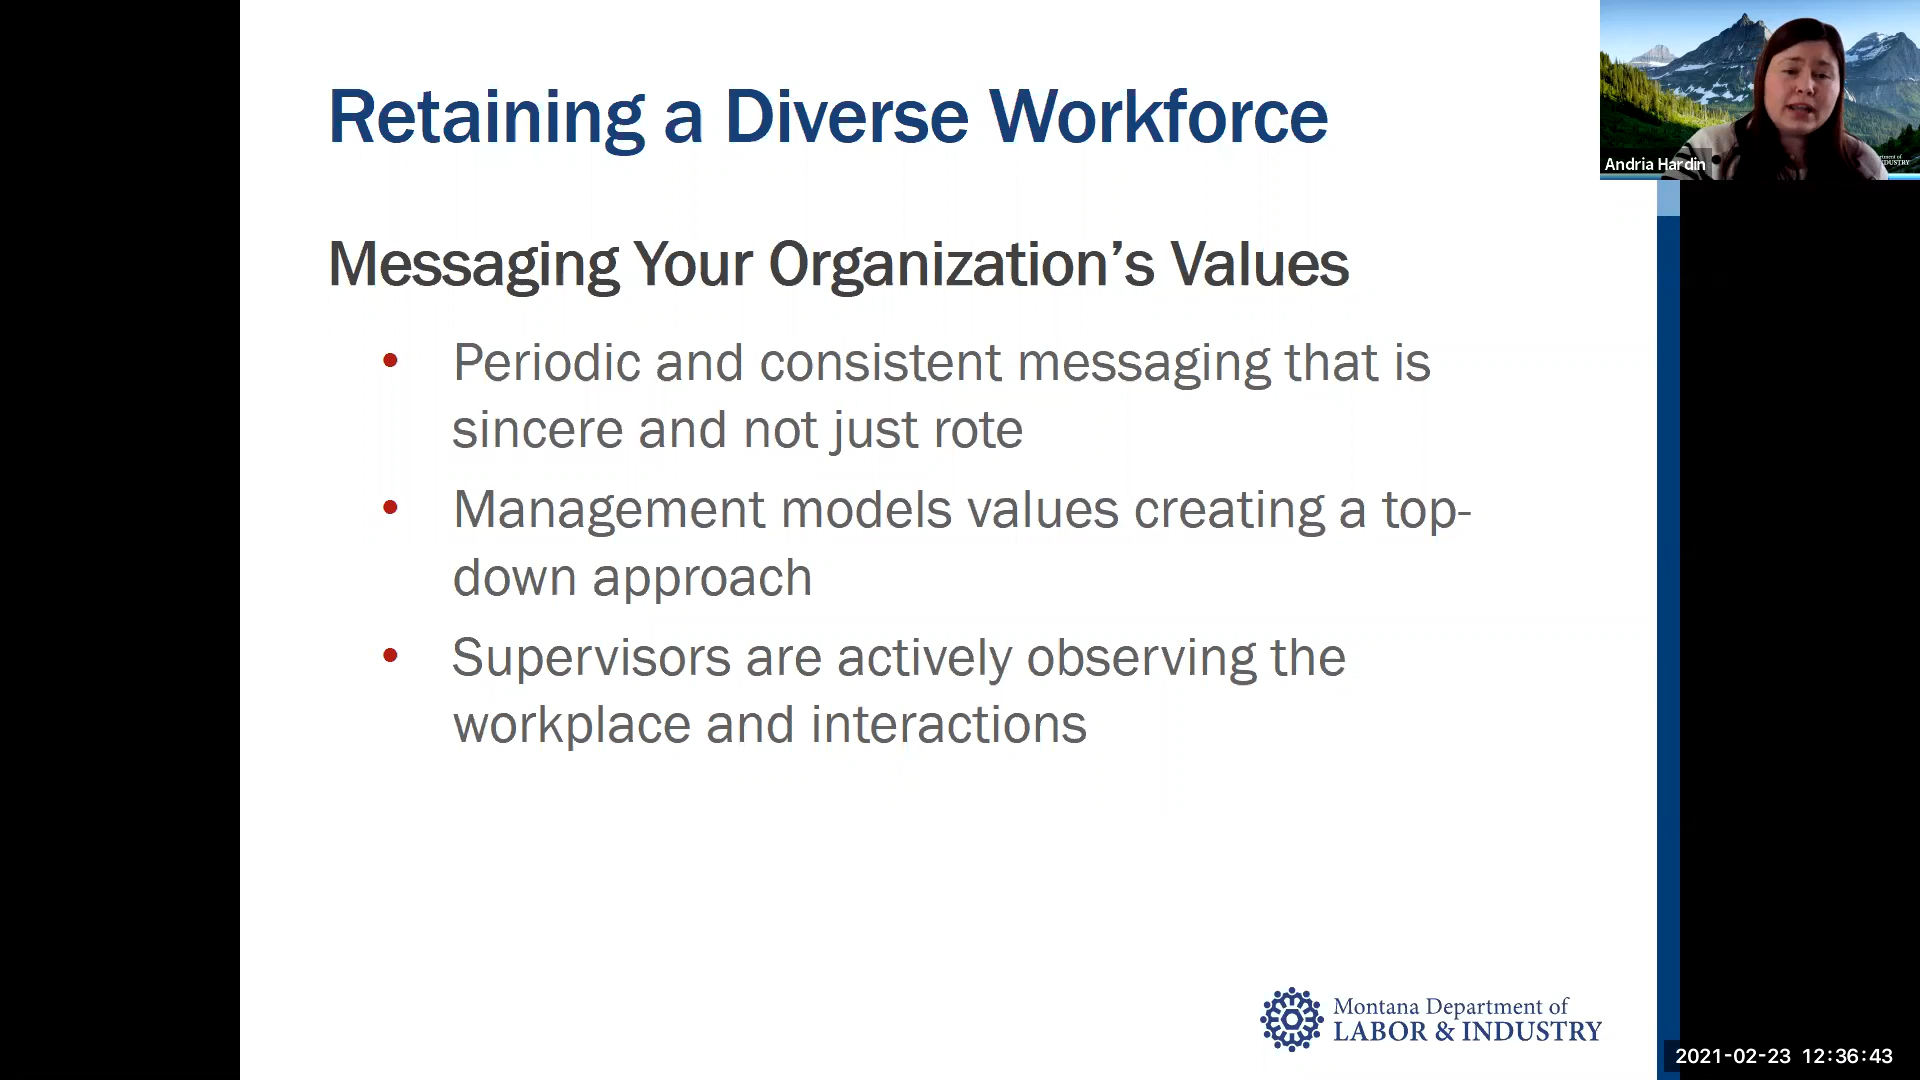 Retaining a Diverse Workforce
Andria Hardin
Messaging Your Organization’s Values
• Periodic and consistent messaging that is
sincere and not just rote
• Management models values creating a top-
down approach
• Supervisors are actively observing the
workplace and interactions
Montana Department of
LABOR & INDUSTRY
2021-02-23 12:36:43